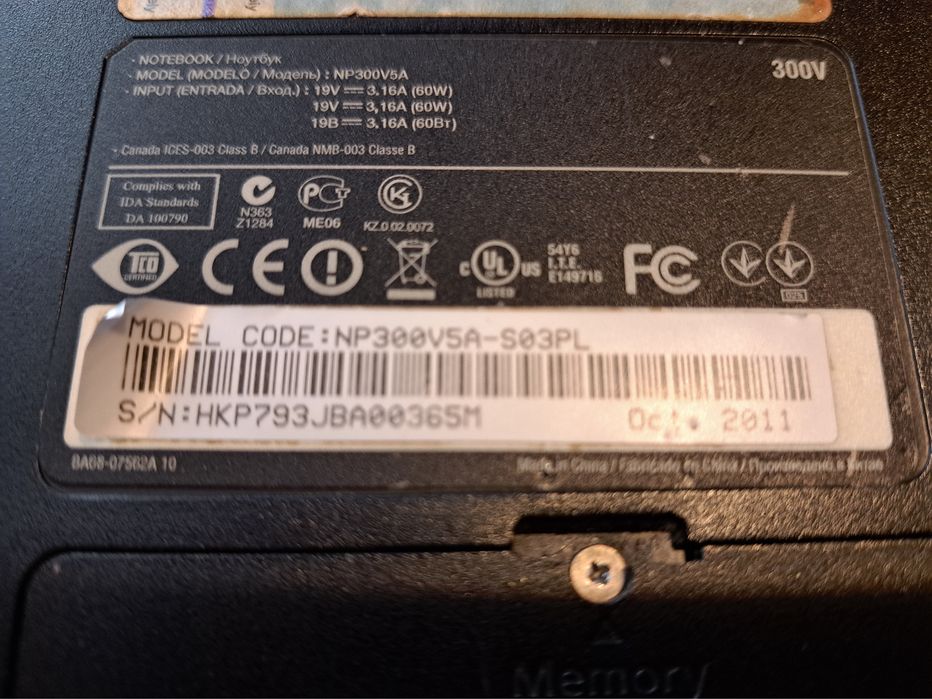 · NOTEBOOK / Ноутбук
300V
· MODEL (MODELO / Модель) : NP300V5A
· INPUT (ENTRADA / Вход.) : 19V 3.16A (60W)
19V 3.16A (60W)
19В 3,16A (60Вт)
· Canada ICES-003 Class B / Canada NMB-003 Classe B
Complies with
IDA Standards
DA 100790
N363
Z1284
ME06
KZ.0.02.0072
TCO
CERTIFIED
CE
C UL US
LISTED
54Y6
I.T.E.
E149716
FC
025
MODEL CODE:NP300V5A-S03PL
S/N:HKP793JBA00365M
2011
BA68-07562A 10
Made in China / Fabricado en China / Произведено в Китае
Memory